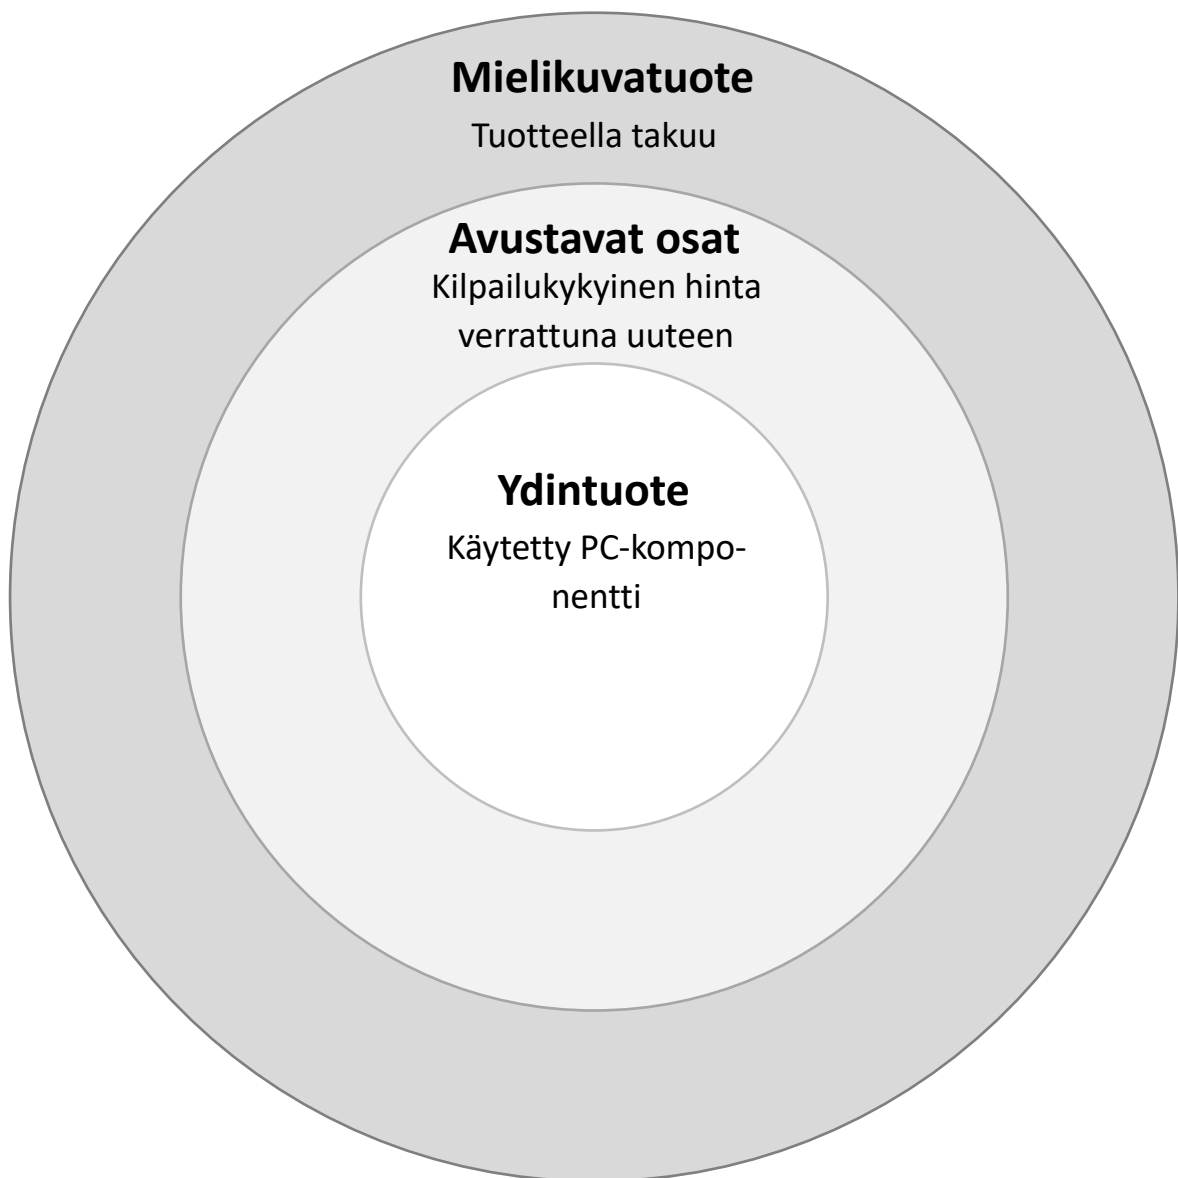 Mielikuvatuote
Tuotteella takuu
Avustavat osat
Kilpailukykyinen hinta
verrattuna uuteen
Ydintuote
Käytetty PC-kompo-
nentti